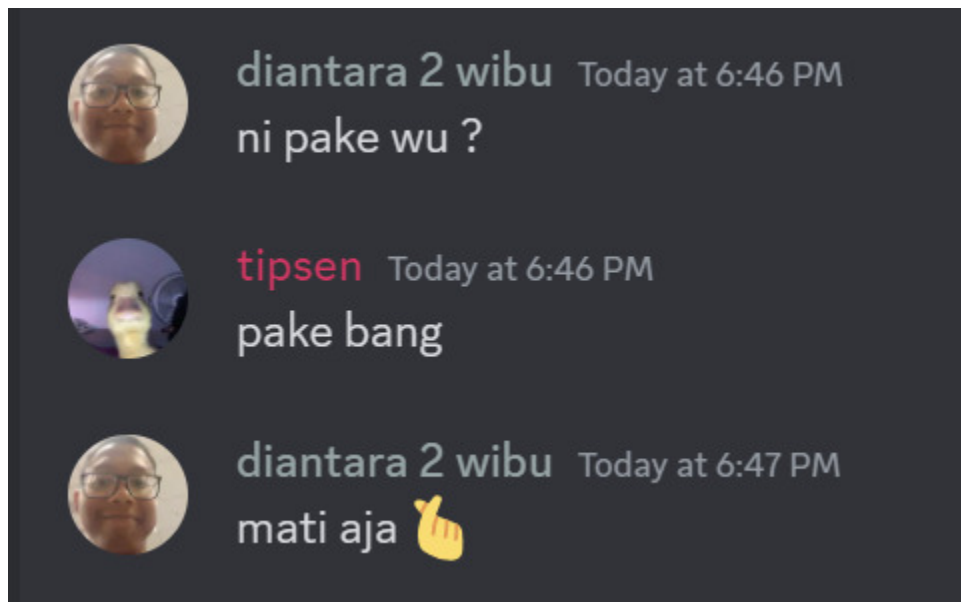 diantara 2 wibu Today at 6:46 PM
ni pake wu ?
tipsen Today at 6:46 PM
pake bang
diantara 2 wibu Today at 6:47 PM
mati aja